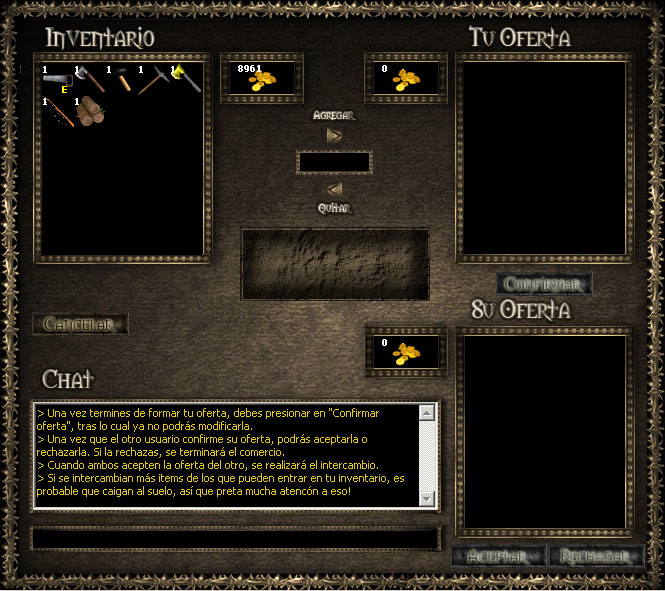 Inventario
Tu Oferta
8961
0
1 1 1 1 1
E
1 1
Agregar
Quitar
Confirmar
Su Oferta
Cancelar
0
Chat
> Una vez termines de formar tu oferta, debes presionar en "Confirmar
oferta", tras lo cual ya no podrás modificarla.
> Una vez que el otro usuario confirme su oferta, podrás aceptarla o
rechazarla. Si la rechazas, se terminará el comercio.
> Cuando ambos acepten la oferta del otro, se realizará el intercambio.
> Si se intercambian más items de los que pueden entrar en tu inventario, es
probable que caigan al suelo, así que preta mucha atencón a eso!
Aceptar
Rechazar